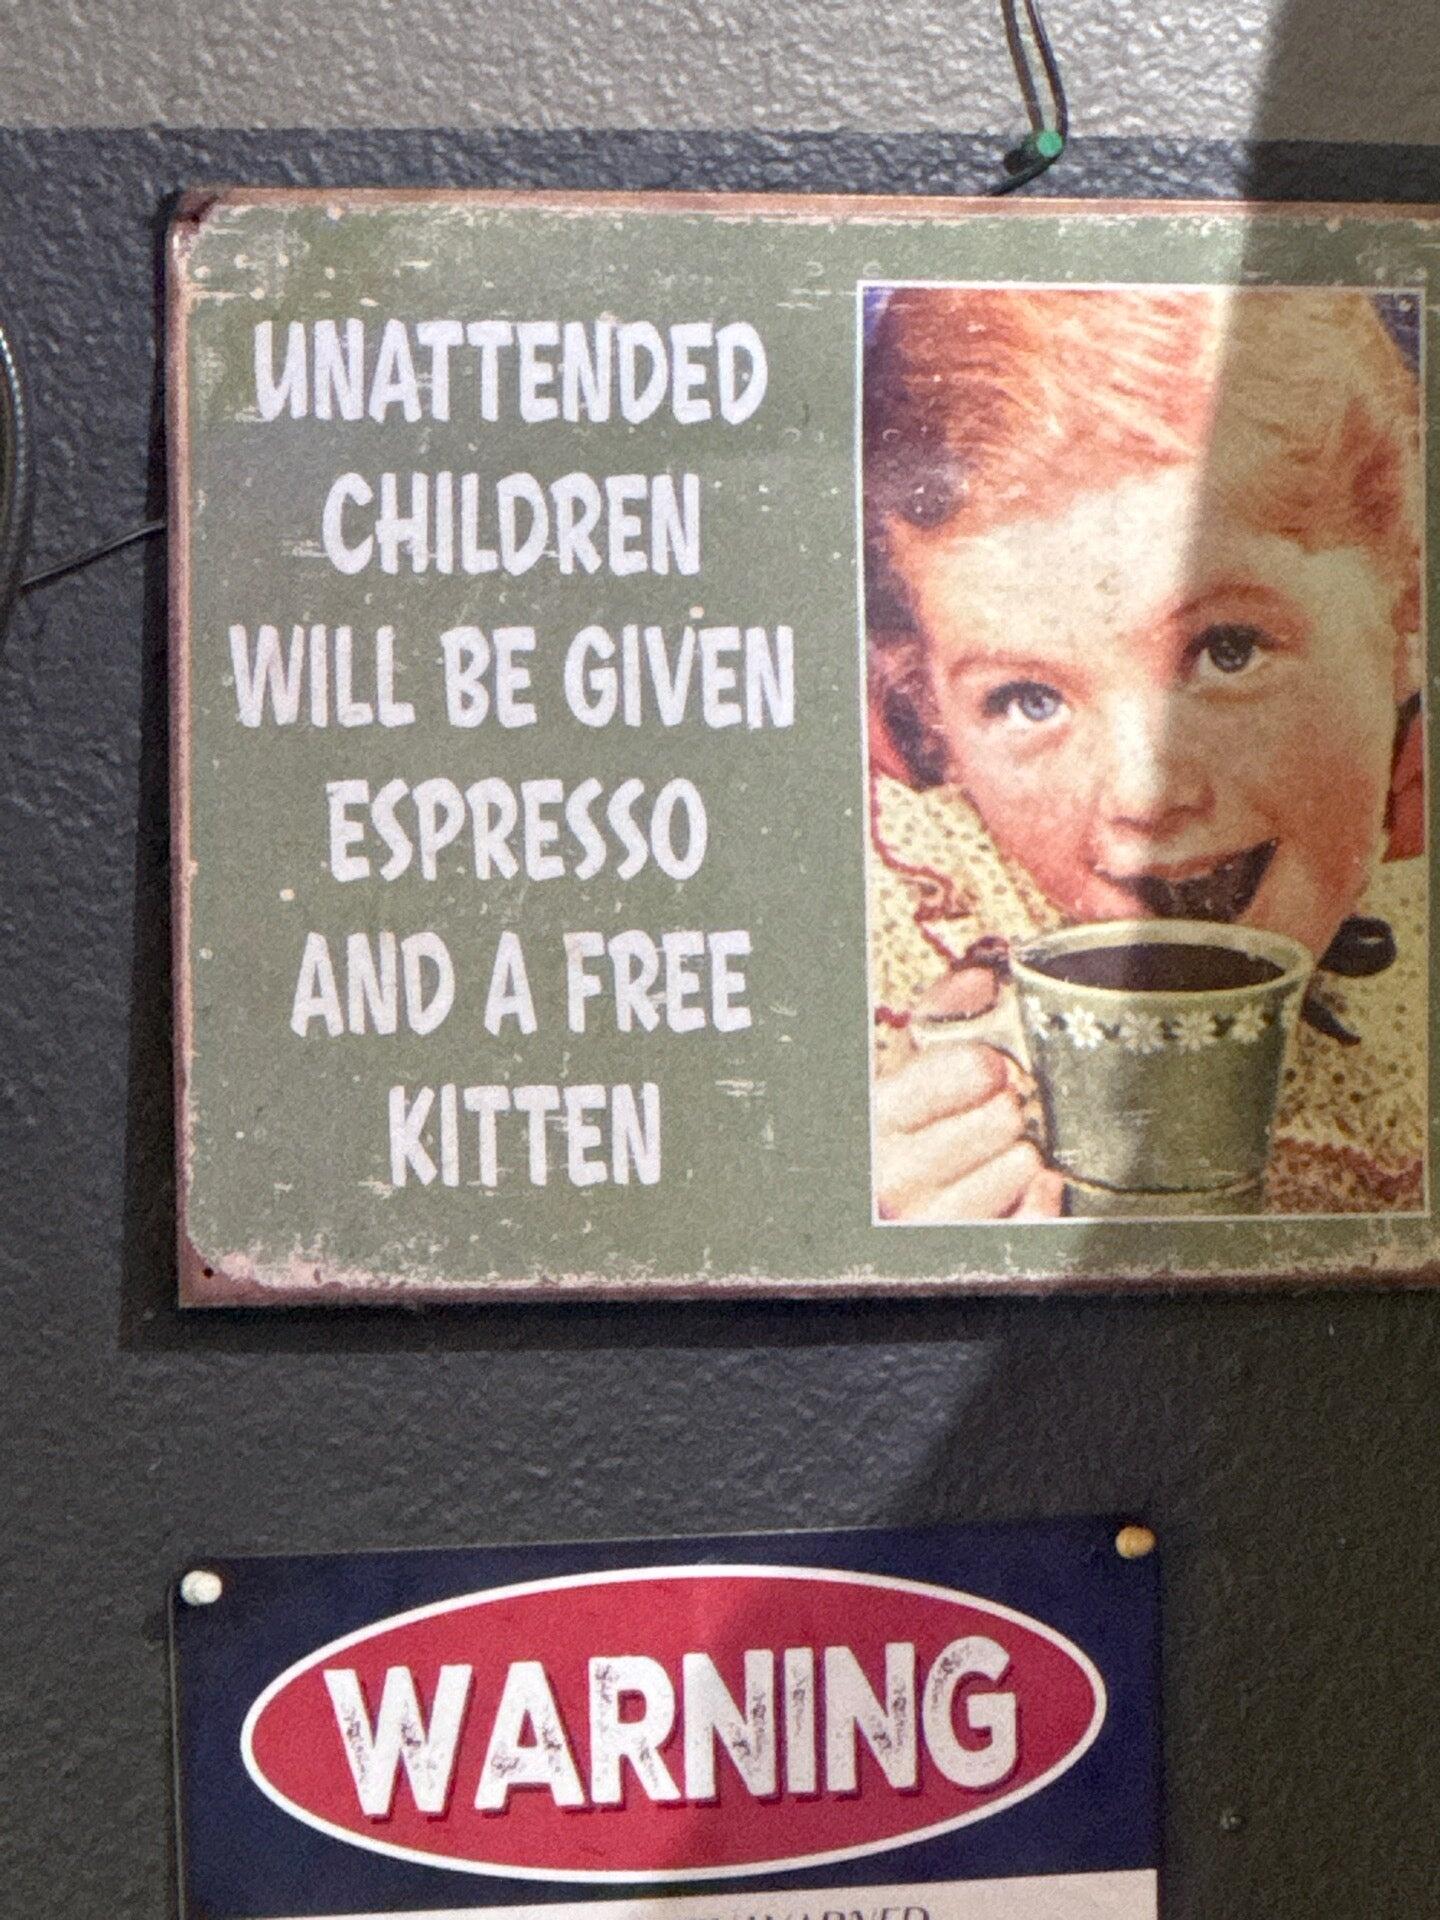 UNATTENDED
CHILDREN
WILL BE GIVEN
ESPRESSO
AND A FREE
KITTEN
WARNING